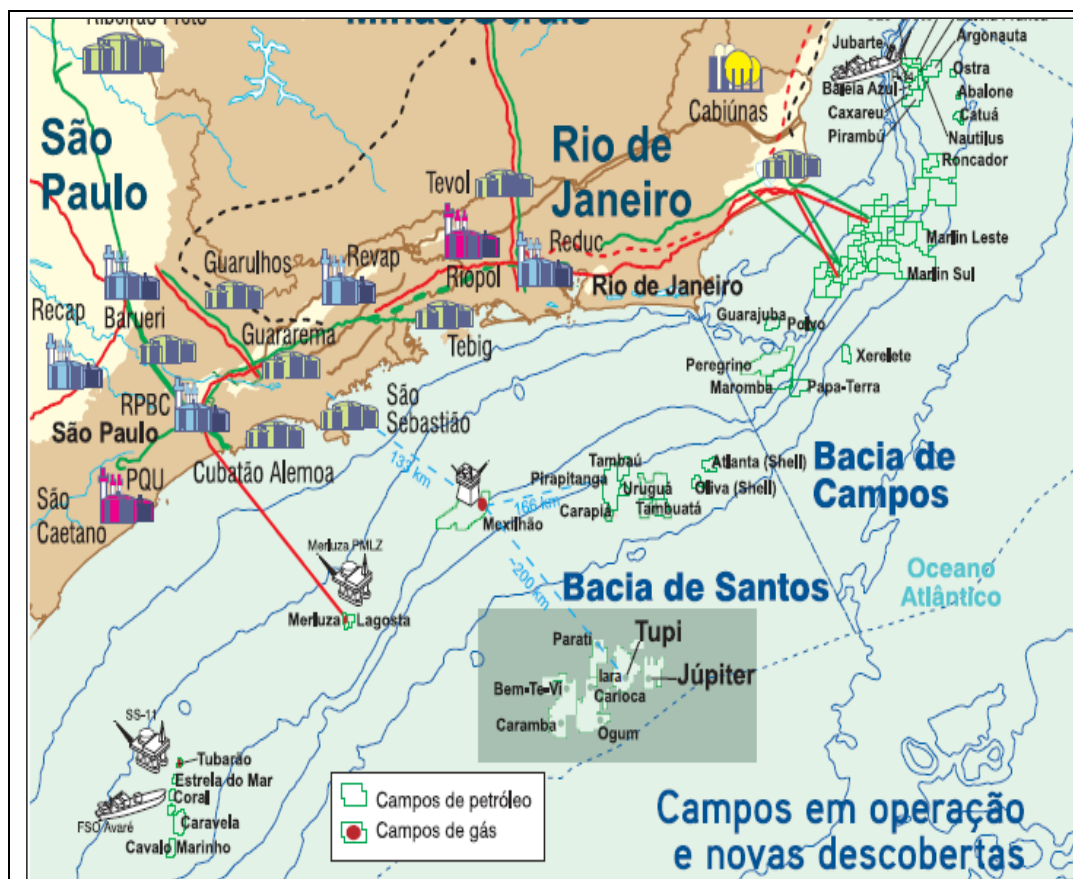 Minas Gerais
Ribeirão Preto
Jubarte
Argonauta
Ostra
Baleia Azul
Abalone
Caxareu
Catuá
Pirambú
Nautilus
Roncador
Cabiúnas
São
Paulo
Rio de
Janeiro
Tevol
Marlin Leste
Marlin Sul
Guarulhos
Revap
Riopol
Reduc
Rio de Janeiro
Recap
Barueri
Guararema
Tebig
Guarajuba
Polvo
Xerelete
Peregrino
Maromba
Papa-Terra
RPBC
São Paulo
São
Sebastião
Cubatão
Alemoa
PQU
São
Caetano
133 km
166 km
~200 km
Tambaú
Pirapitanga
Uruguá
Carapiá
Tambuatá
Atlanta (Shell)
Oliva (Shell)
Mexilhão
Bacia de
Campos
Merluza PMLZ
Merluza
Lagosta
Bacia de Santos
Oceano
Atlântico
Parati
Tupi
Iara
Júpiter
Bem-Te-Vi
Carioca
Caramba
Ogum
SS-11
Tubarão
Estrela do Mar
Coral
FSO Avaré
Caravela
Cavalo Marinho
Campos de petróleo
Campos de gás
Campos em operação
e novas descobertas